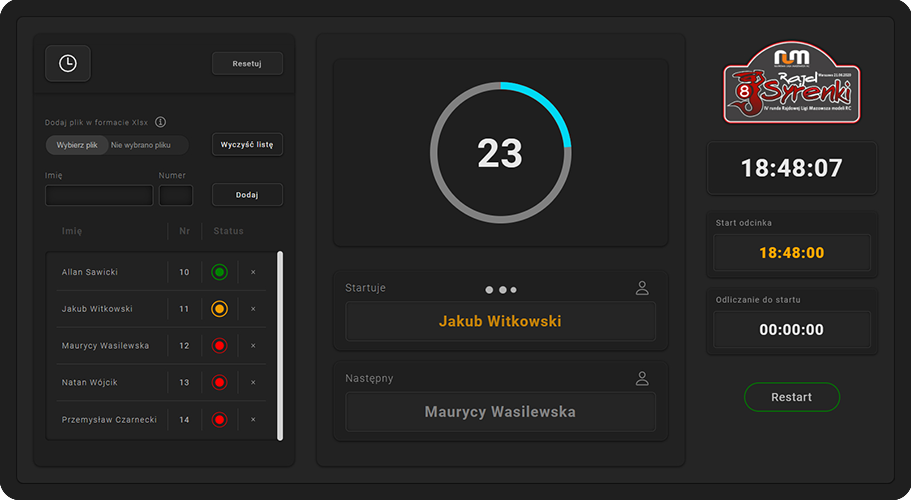 Resetuj
Dodaj plik w formacie Xlsx
Wybierz plik Nie wybrano pliku
Wyczyść listę
Imię
Numer
Dodaj
Imię Nr Status
Allan Sawicki 10 ×
Jakub Witkowski 11 ×
Maurycy Wasilewska 12 ×
Natan Wójcik 13 ×
Przemysław Czarnecki 14 ×
23
Startuje
Jakub Witkowski
Następny
Maurycy Wasilewska
Rajd
8 Syrenki
IV runda Rajdowej Ligi Mazowsza modeli RC
18:48:07
Start odcinka
18:48:00
Odliczanie do startu
00:00:00
Restart